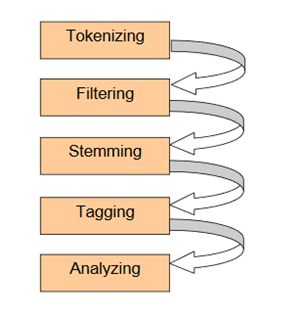 Tokenizing
Filtering
Stemming
Tagging
Analyzing